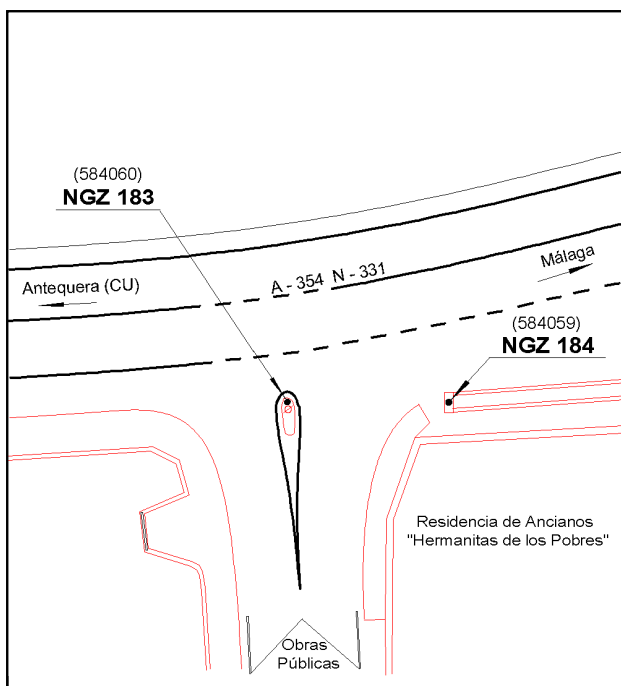 (584060)
NGZ 183
A - 354 N - 331
Málaga
Antequera (CU)
(584059)
NGZ 184
Residencia de Ancianos
"Hermanitas de los Pobres"
Obras
Públicas